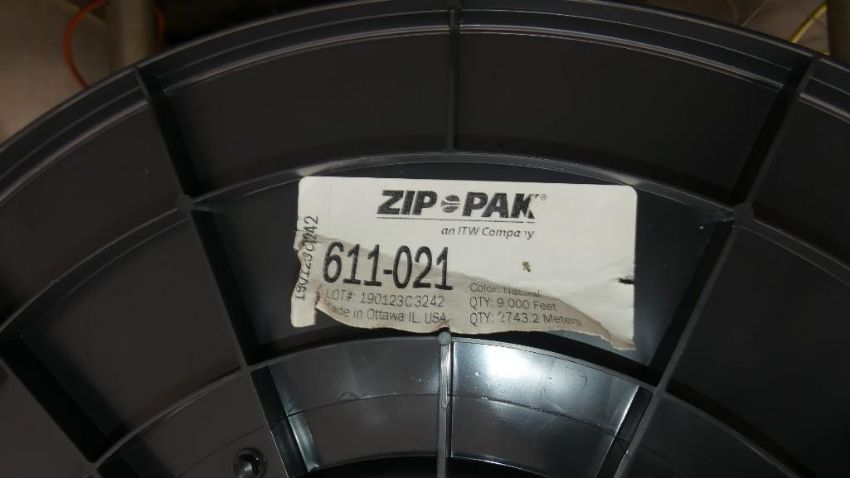 ZIP PAK®
an ITW Company
611-021
190123C3242
LOT#: 190123C3242
Made in Ottawa IL. USA
Color: Natural
QTY: 9,000 Feet
QTY: 2743.2 Meters